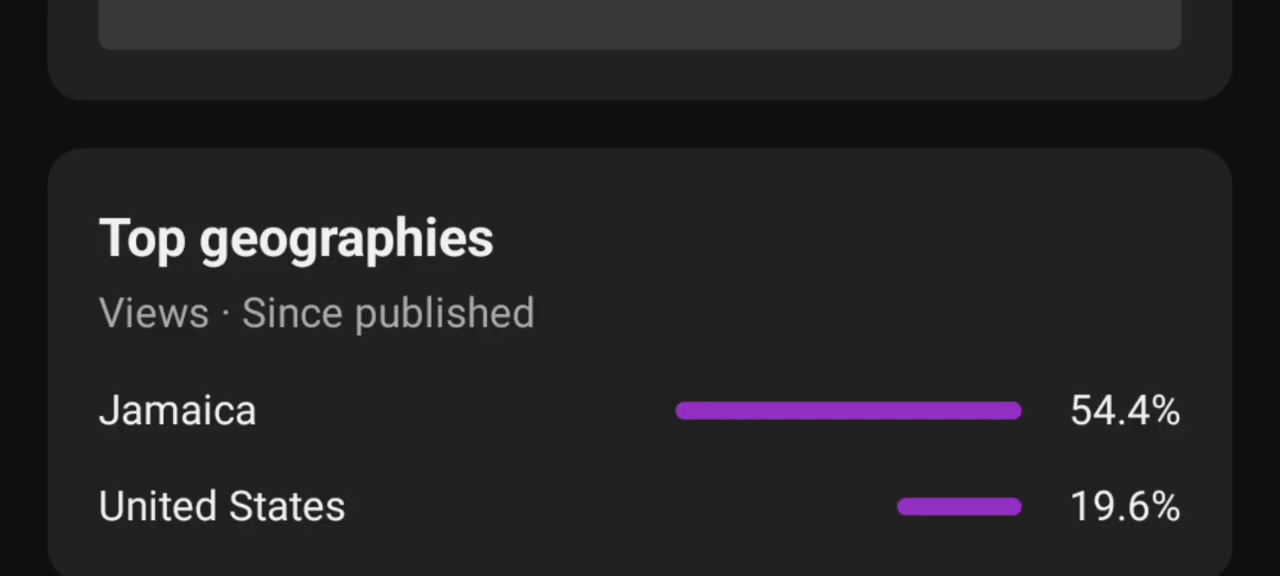 Top geographies
Views · Since published
Jamaica 54.4%
United States 19.6%